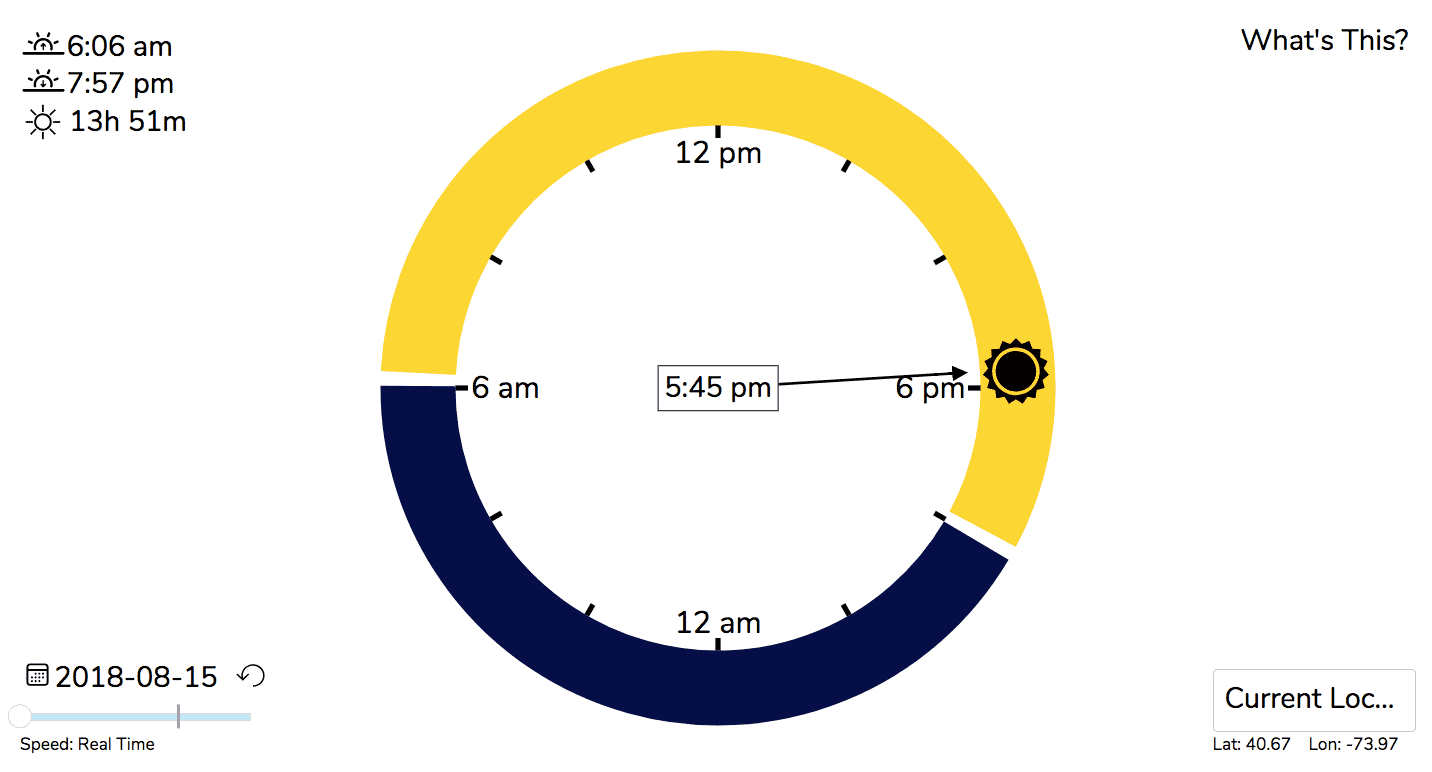 6:06 am
7:57 pm
13h 51m
What's This?
12 pm
6 am
5:45 pm
6 pm
12 am
2018-08-15
Speed: Real Time
Current Loc...
Lat: 40.67 Lon: -73.97